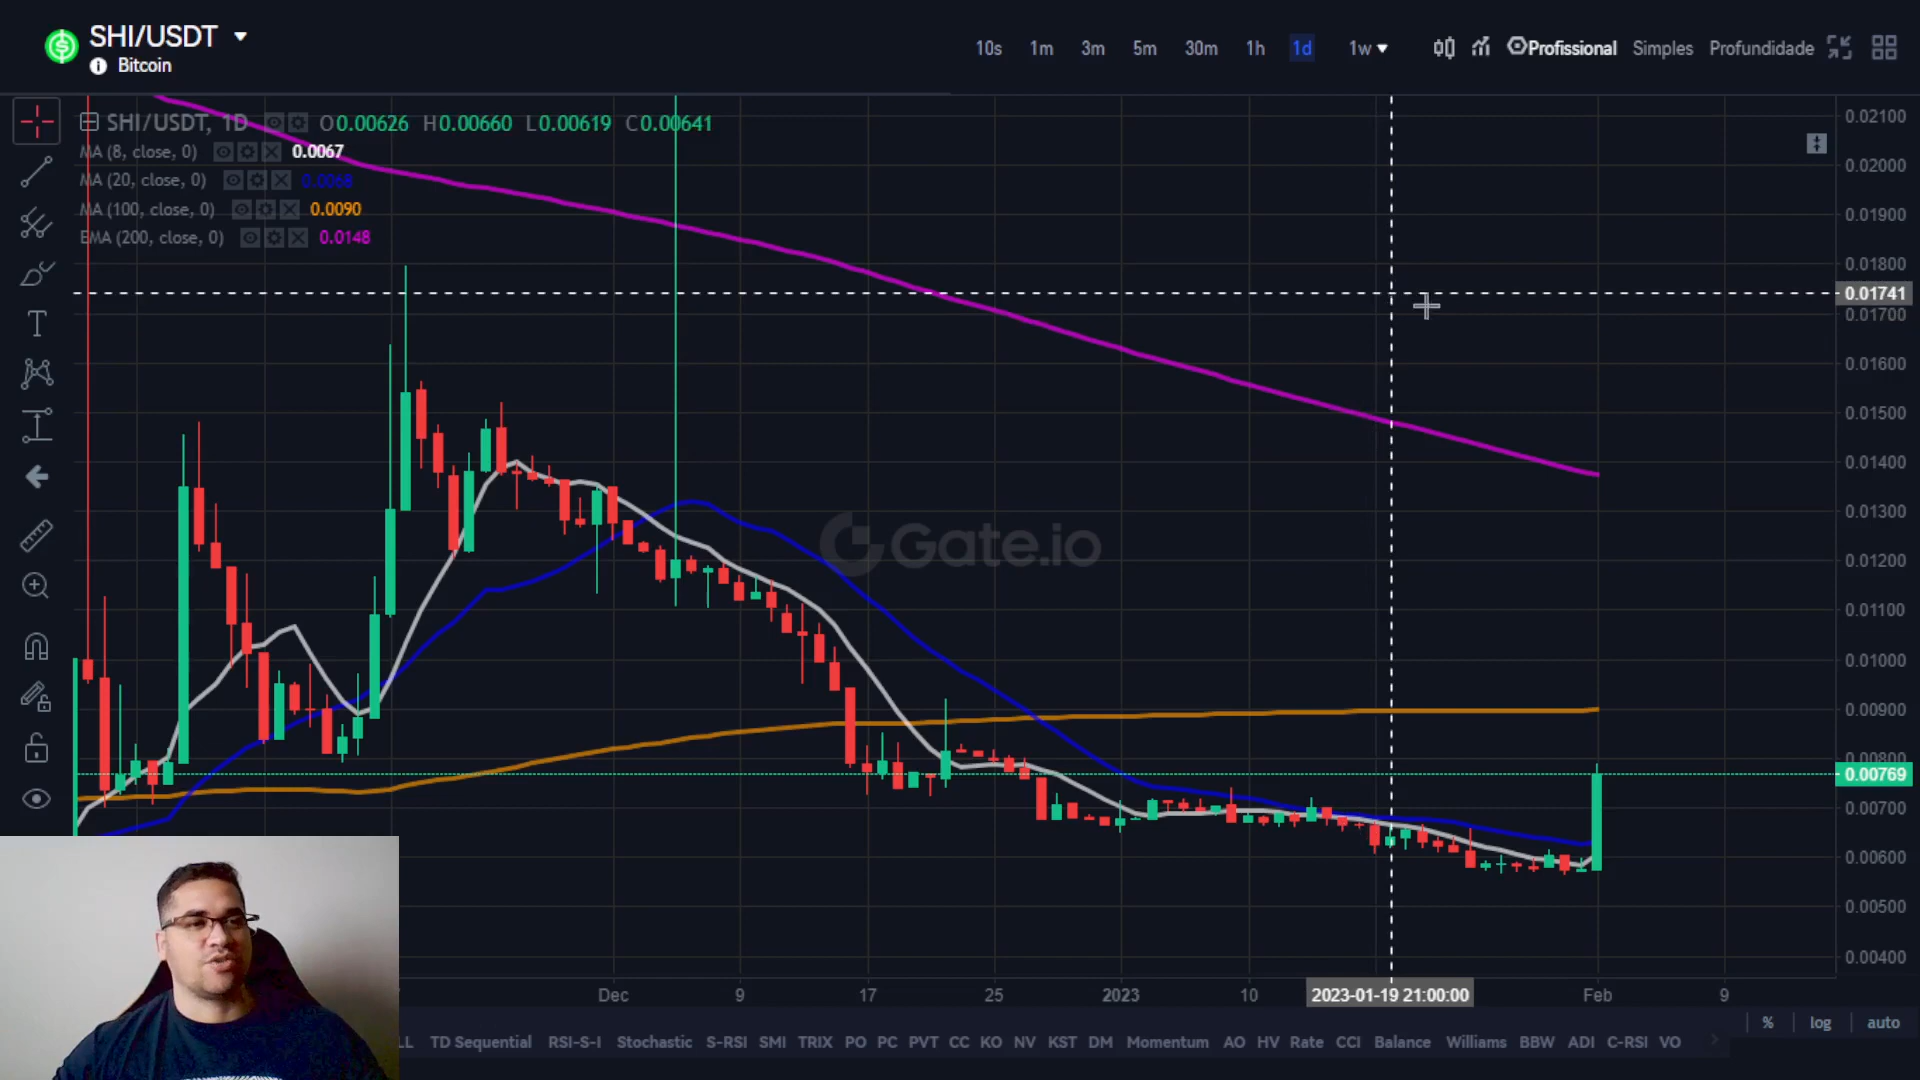 SHI/USDT
Bitcoin
10s 1m 3m 5m 30m 1h 1d 1w Profissional Simples Profundidade
SHI/USDT, 1D O0.00626 H0.00660 L0.00619 C0.00641
MA (8, close, 0) 0.0067
MA (20, close, 0) 0.0068
MA (100, close, 0) 0.0090
EMA (200, close, 0) 0.0148
0.02100
0.02000
0.01900
0.01800
0.01741
0.01700
0.01600
0.01500
0.01400
0.01300
Gate.io
0.01200
0.01100
0.01000
0.00900
0.00800
0.00769
0.00700
0.00600
0.00500
0.00400
Dec 9 17 25 2023 10 2023-01-19 21:00:00 Feb 9
% log auto
TD Sequential RSI-S-I Stochastic S-RSI SMI TRIX PO PC PVT CC KO NV KST DM Momentum AO HV Rate CCI Balance Williams BBW ADI C-RSI VO